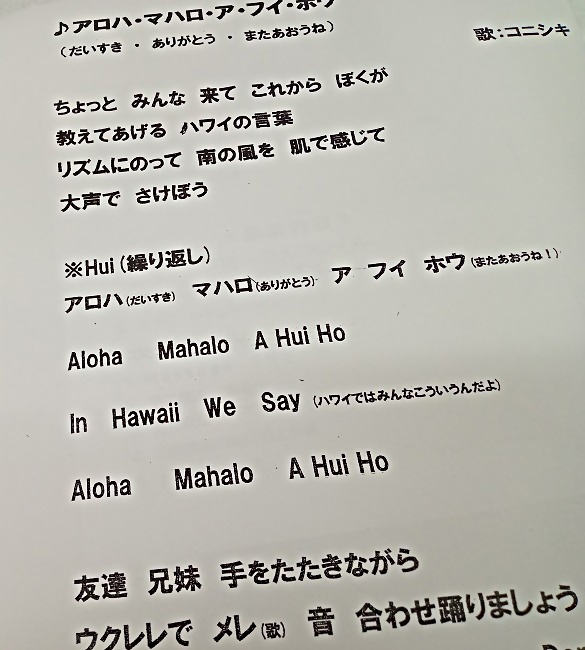 ♪アロハ・マハロ・ア・フイ・ホウ
（だいすき ・ ありがとう ・ またあおうね）
歌：コニシキ
ちょっと みんな 来て これから ぼくが
教えてあげる ハワイの言葉
リズムにのって 南の風を 肌で感じて
大声で さけぼう
※Hui（繰り返し）
アロハ（だいすき） マハロ（ありがとう） ア フイ ホウ（またあおうね！）
Aloha Mahalo A Hui Ho
In Hawaii We Say （ハワイではみんなこういうんだよ）
Aloha Mahalo A Hui Ho
友達 兄妹 手をたたきながら
ウクレレで メレ（歌） 音 合わせ踊りましょう